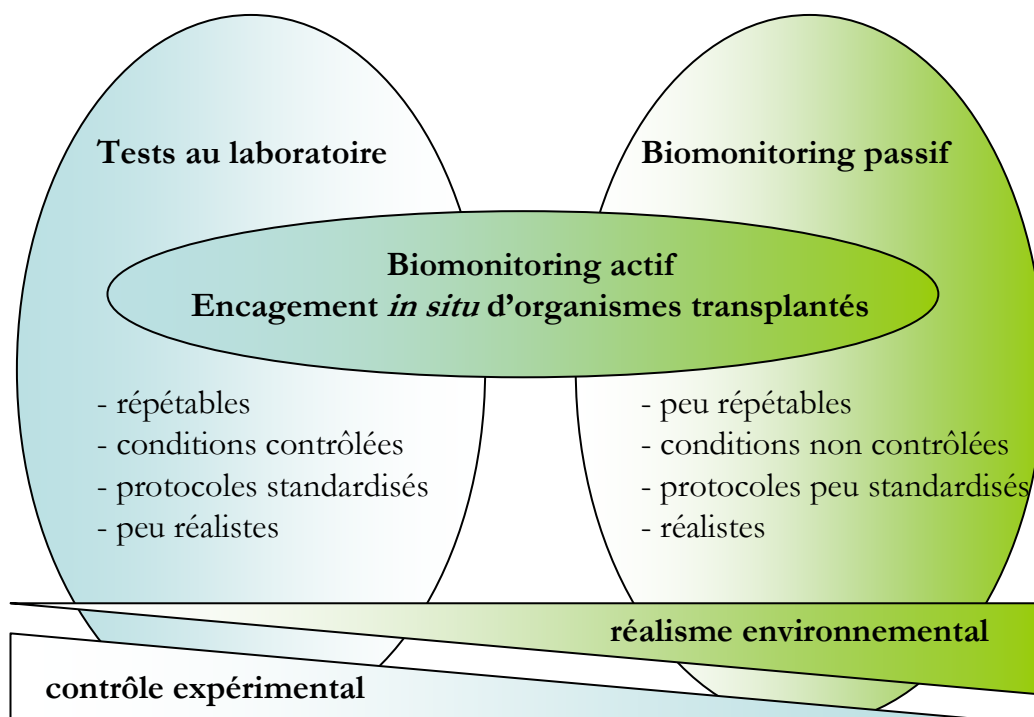 Tests au laboratoire
Biomonitoring passif
Biomonitoring actif
Encagement in situ d’organismes transplantés
- répétables
- conditions contrôlées
- protocoles standardisés
- peu réalistes
- peu répétables
- conditions non contrôlées
- protocoles peu standardisés
- réalistes
réalisme environnemental
contrôle expérimental